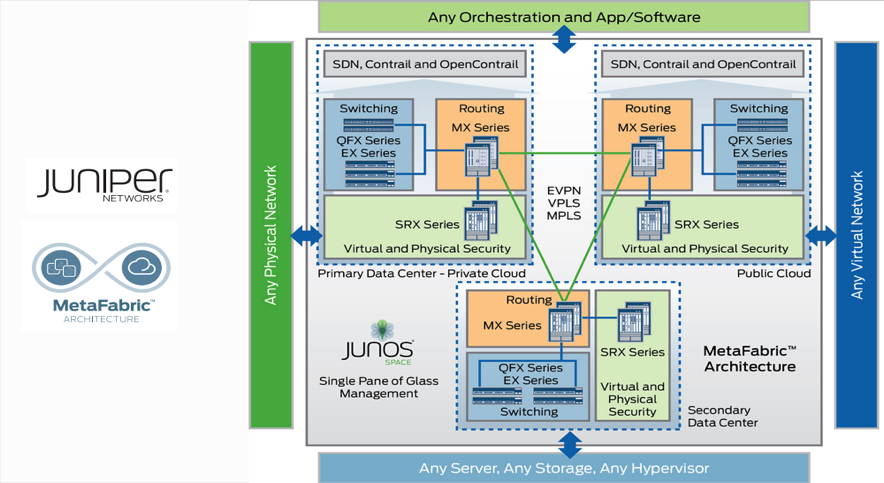 JUNIPER®
NETWORKS
MetaFabric™
ARCHITECTURE
Any Orchestration and App/Software
Any Physical Network
SDN, Contrail and OpenContrail
Switching
QFX Series
EX Series
Routing
MX Series
SRX Series
Virtual and Physical Security
Primary Data Center - Private Cloud
EVPN
VPLS
MPLS
SDN, Contrail and OpenContrail
Routing
MX Series
Switching
QFX Series
EX Series
SRX Series
Virtual and Physical Security
Public Cloud
Any Virtual Network
JUNOS®
SPACE
Single Pane of Glass
Management
Routing
MX Series
QFX Series
EX Series
Switching
SRX Series
Virtual and
Physical
Security
Secondary
Data Center
MetaFabric™
Architecture
Any Server, Any Storage, Any Hypervisor